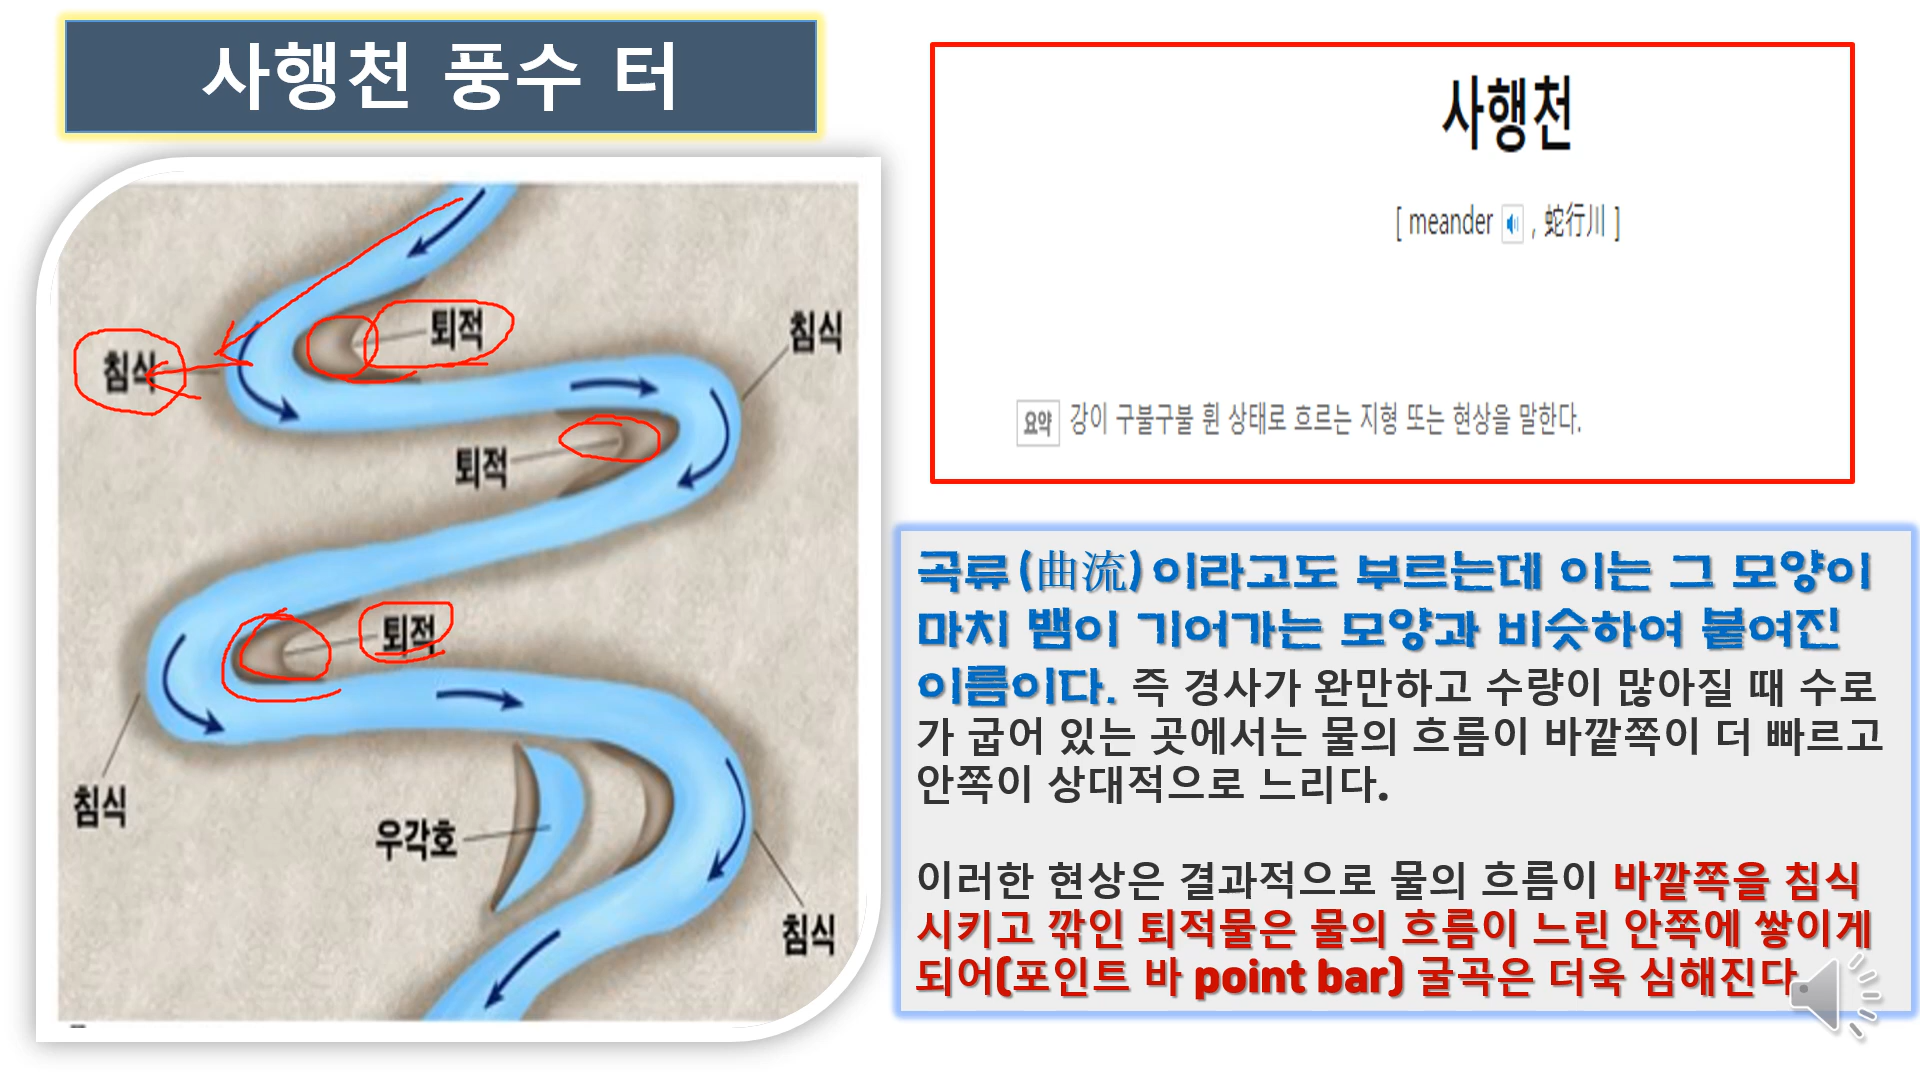 사행천 풍수 터
침식
퇴적
침식
퇴적
퇴적
침식
우각호
침식
사행천
[ meander , 蛇行川 ]
요약 강이 구불구불 휜 상태로 흐르는 지형 또는 현상을 말한다.
곡류(曲流)이라고도 부르는데 이는 그 모양이
마치 뱀이 기어가는 모양과 비슷하여 붙여진
이름이다. 즉 경사가 완만하고 수량이 많아질 때 수로
가 굽어 있는 곳에서는 물의 흐름이 바깥쪽이 더 빠르고
안쪽이 상대적으로 느리다.
이러한 현상은 결과적으로 물의 흐름이 바깥쪽을 침식
시키고 깎인 퇴적물은 물의 흐름이 느린 안쪽에 쌓이게
되어(포인트 바 point bar) 굴곡은 더욱 심해진다